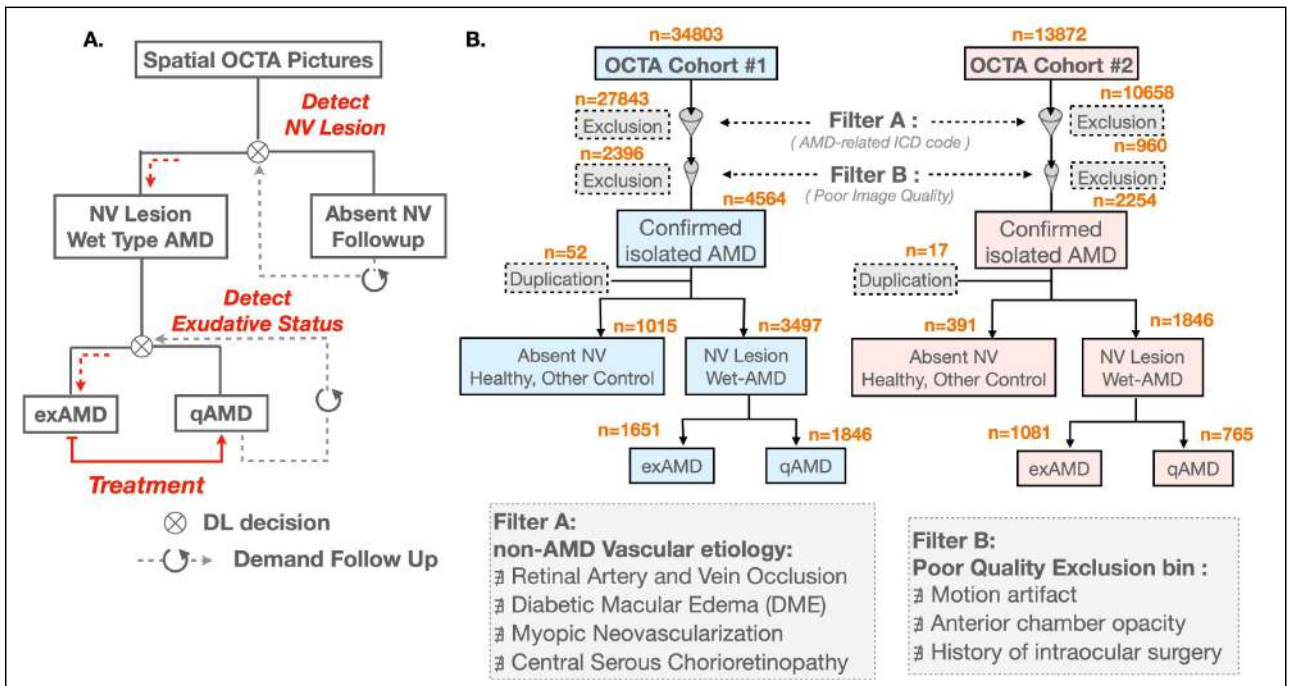 A.
Spatial OCTA Pictures
Detect
NV Lesion
NV Lesion
Wet Type AMD
Absent NV
Followup
Detect
Exudative Status
exAMD
qAMD
Treatment
DL decision
Demand Follow Up
B.
n=34803
OCTA Cohort #1
n=27843
Exclusion
n=2396
Exclusion
n=4564
Confirmed
isolated AMD
n=52
Duplication
n=1015
Absent NV
Healthy, Other Control
n=3497
NV Lesion
Wet-AMD
n=1651
exAMD
n=1846
qAMD
Filter A :
( AMD-related ICD code )
Filter B :
( Poor Image Quality)
n=13872
OCTA Cohort #2
n=10658
Exclusion
n=960
Exclusion
n=2254
Confirmed
isolated AMD
n=17
Duplication
n=391
Absent NV
Healthy, Other Control
n=1846
NV Lesion
Wet-AMD
n=1081
exAMD
n=765
qAMD
Filter A:
non-AMD Vascular etiology:
∄ Retinal Artery and Vein Occlusion
∄ Diabetic Macular Edema (DME)
∄ Myopic Neovascularization
∄ Central Serous Chorioretinopathy
Filter B:
Poor Quality Exclusion bin :
∄ Motion artifact
∄ Anterior chamber opacity
∄ History of intraocular surgery